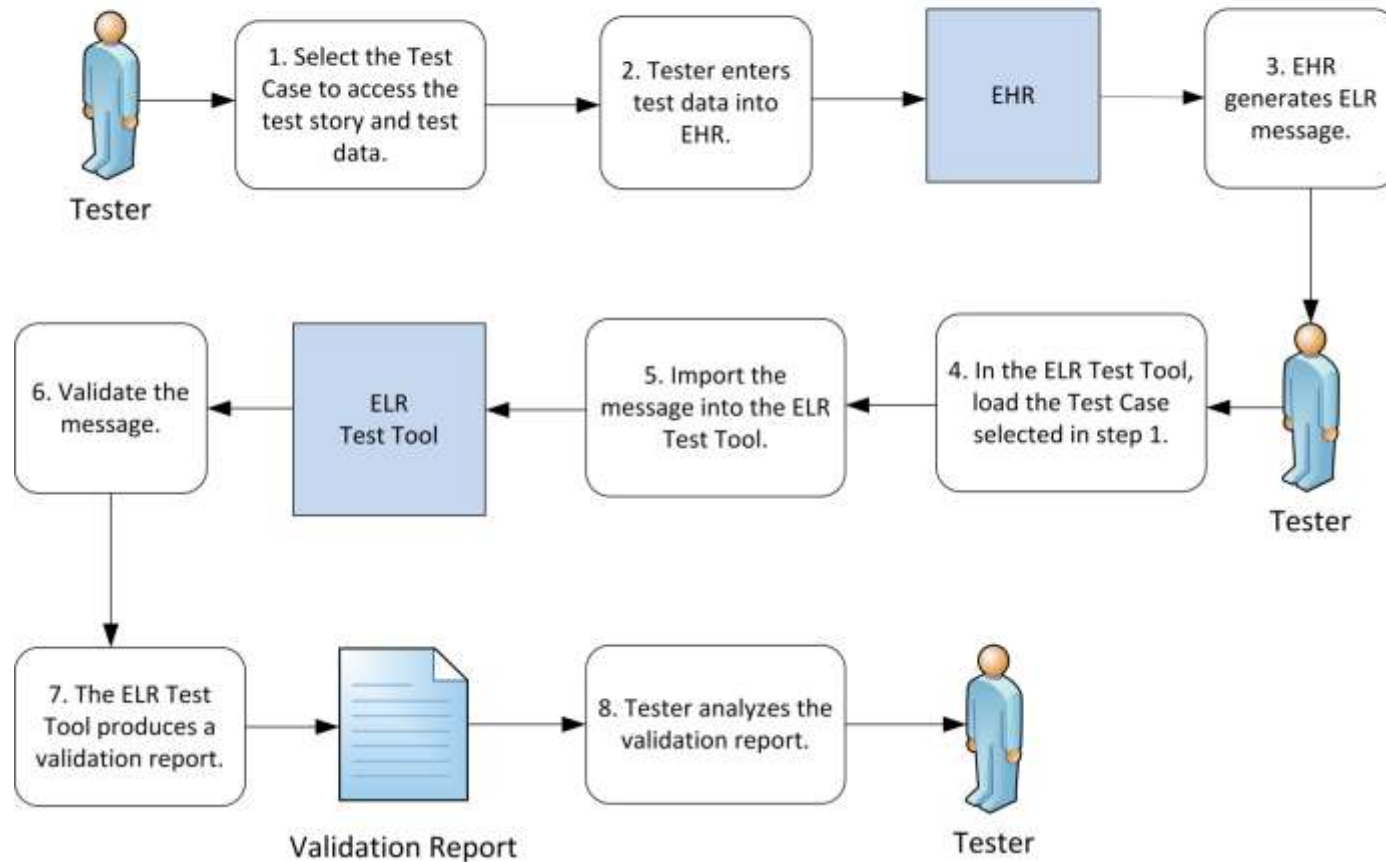 1. Select the Test
Case to access the
test story and test
data.
2. Tester enters
test data into
EHR.
EHR
3. EHR
generates ELR
message.
Tester
6. Validate the
message.
ELR
Test Tool
5. Import the
message into the ELR
Test Tool.
4. In the ELR Test Tool,
load the Test Case
selected in step 1.
Tester
7. The ELR Test
Tool produces a
validation report.
Validation Report
8. Tester analyzes the
validation report.
Tester